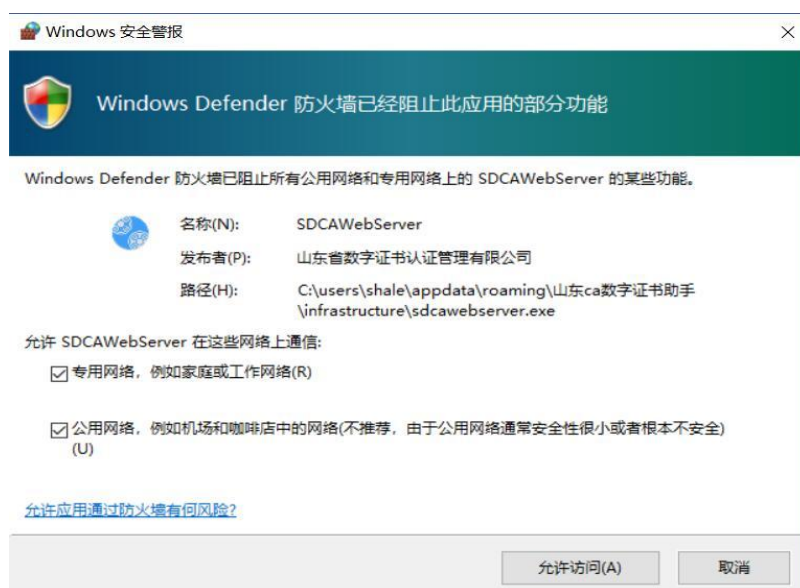 Windows 安全警报
Windows Defender 防火墙已经阻止此应用的部分功能
Windows Defender 防火墙已阻止所有公用网络和专用网络上的 SDCAWebServer 的某些功能。
名称(N): SDCAWebServer
发布者(P): 山东省数字证书认证管理有限公司
路径(H): C:\users\shale\appdata\roaming\山东ca数字证书助手
\infrastructure\sdcawebserver.exe
允许 SDCAWebServer 在这些网络上通信:
专用网络，例如家庭或工作网络(R)
公用网络，例如机场和咖啡店中的网络(不推荐，由于公用网络通常安全性很小或者根本不安全)
(U)
允许应用通过防火墙有何风险?
允许访问(A) 取消